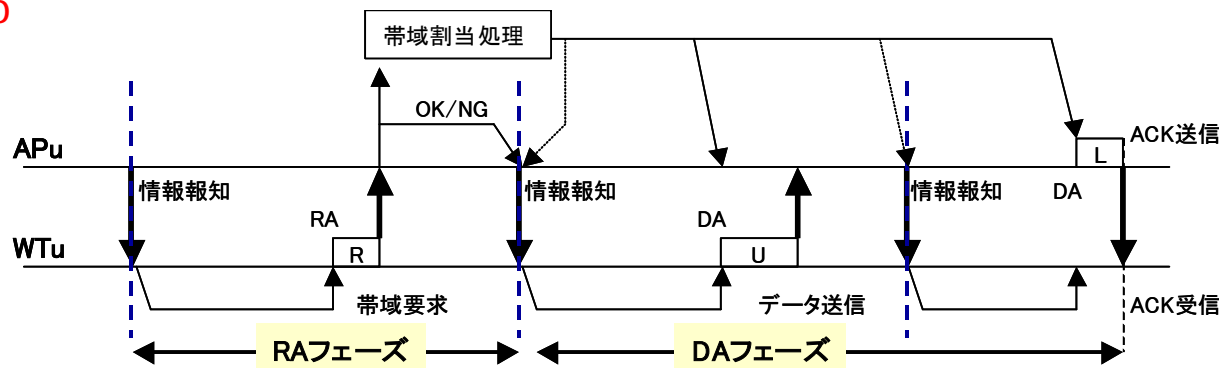 帯域割当処理
OK/NG
APu
ACK送信
L
情報報知
情報報知
情報報知
RA
DA
DA
WTu
R
U
帯域要求
データ送信
ACK受信
RAフェーズ
DAフェーズ